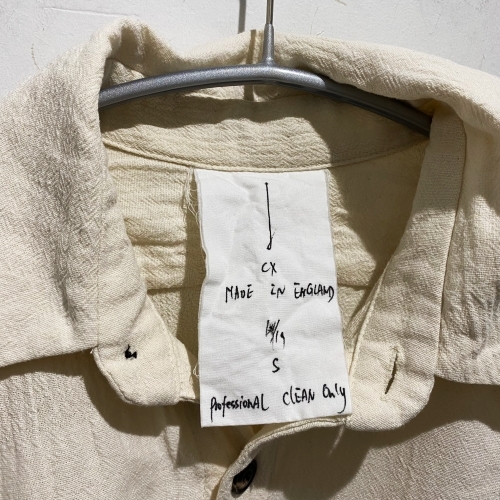 CX
MADE IN ENGLAND
S
Professional CLEAN Only